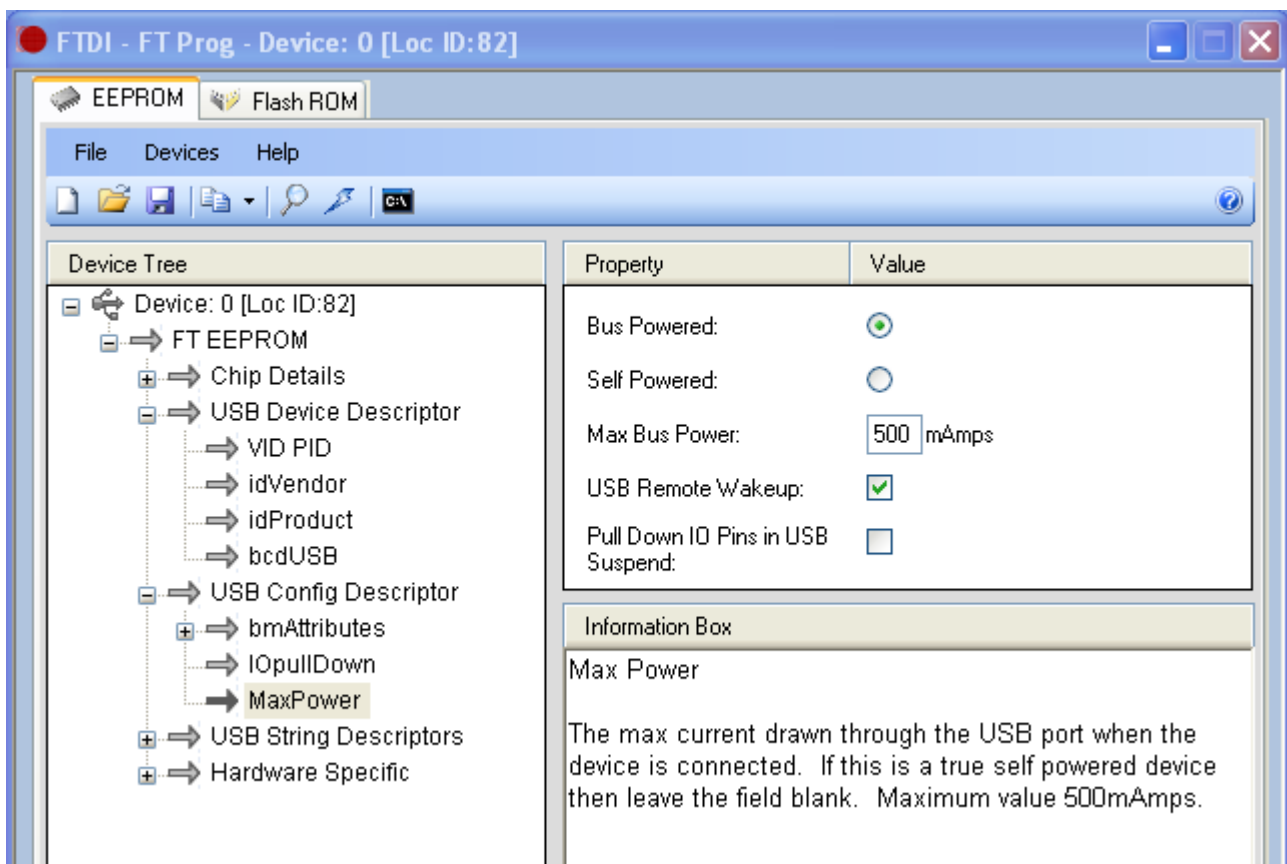 FTDI - FT Prog - Device: 0 [Loc ID:82]
EEPROM
Flash ROM
File Devices Help
C:\
Device Tree
Device: 0 [Loc ID:82]
FT EEPROM
Chip Details
USB Device Descriptor
VID PID
idVendor
idProduct
bcdUSB
USB Config Descriptor
bmAttributes
IOpullDown
MaxPower
USB String Descriptors
Hardware Specific
Property Value
Bus Powered:
Self Powered:
Max Bus Power: 500 mAmps
USB Remote Wakeup:
Pull Down IO Pins in USB
Suspend:
Information Box
Max Power
The max current drawn through the USB port when the
device is connected. If this is a true self powered device
then leave the field blank. Maximum value 500mAmps.